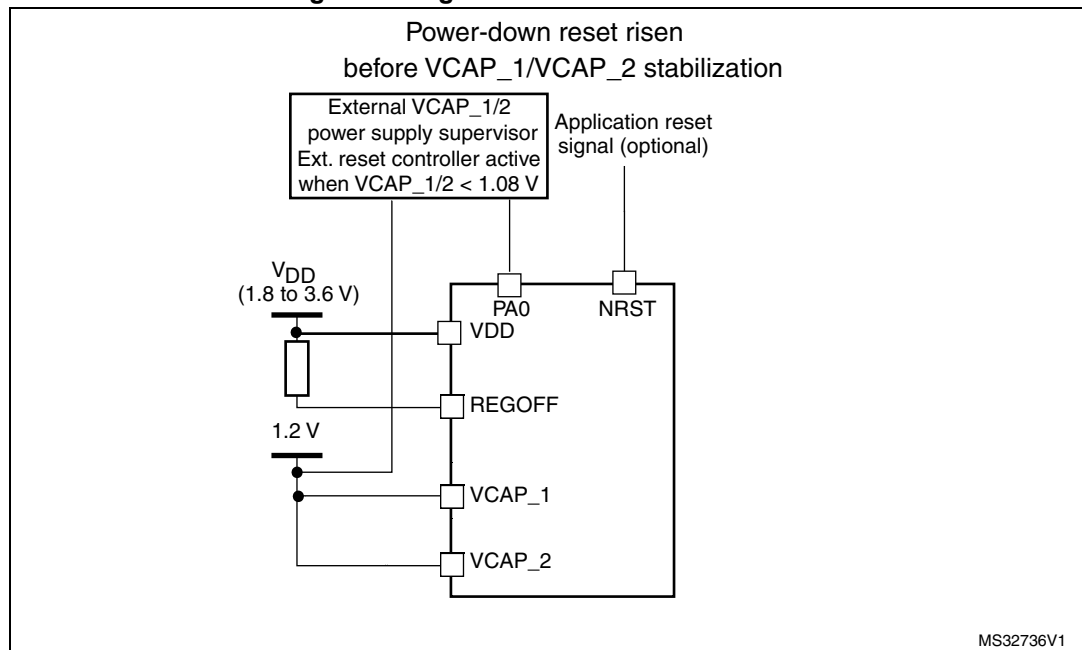 Power-down reset risen
before VCAP_1/VCAP_2 stabilization
External VCAP_1/2
power supply supervisor
Ext. reset controller active
when VCAP_1/2 < 1.08 V
Application reset
signal (optional)
VDD
(1.8 to 3.6 V)
PA0
NRST
VDD
REGOFF
1.2 V
VCAP_1
VCAP_2
MS32736V1